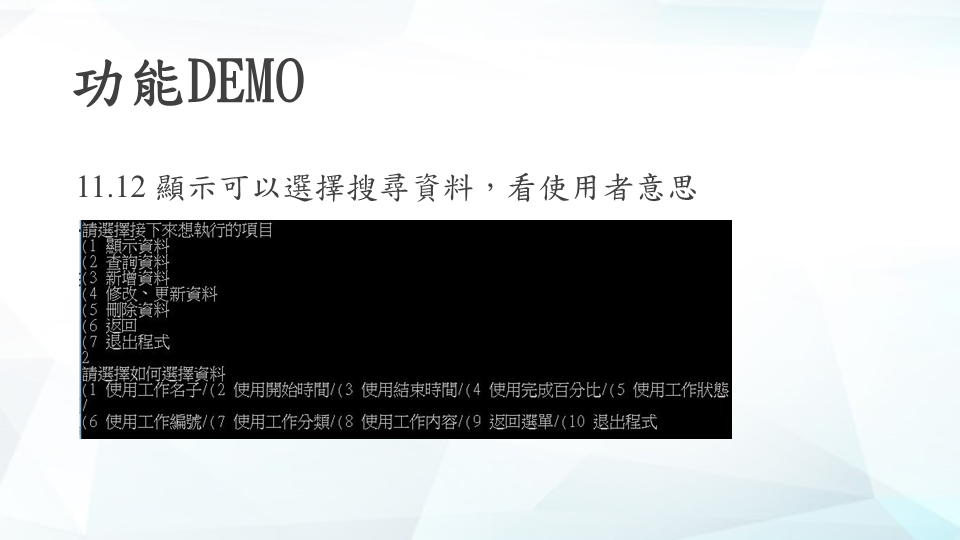 功能DEMO
11.12 顯示可以選擇搜尋資料，看使用者意思
請選擇接下來想執行的項目
(1 顯示資料
(2 查詢資料
(3 新增資料
(4 修改、更新資料
(5 刪除資料
(6 返回
(7 退出程式
2
請選擇如何選擇資料
(1 使用工作名子/(2 使用開始時間/(3 使用結束時間/(4 使用完成百分比/(5 使用工作狀態
/
(6 使用工作編號/(7 使用工作分類/(8 使用工作內容/(9 返回選單/(10 退出程式